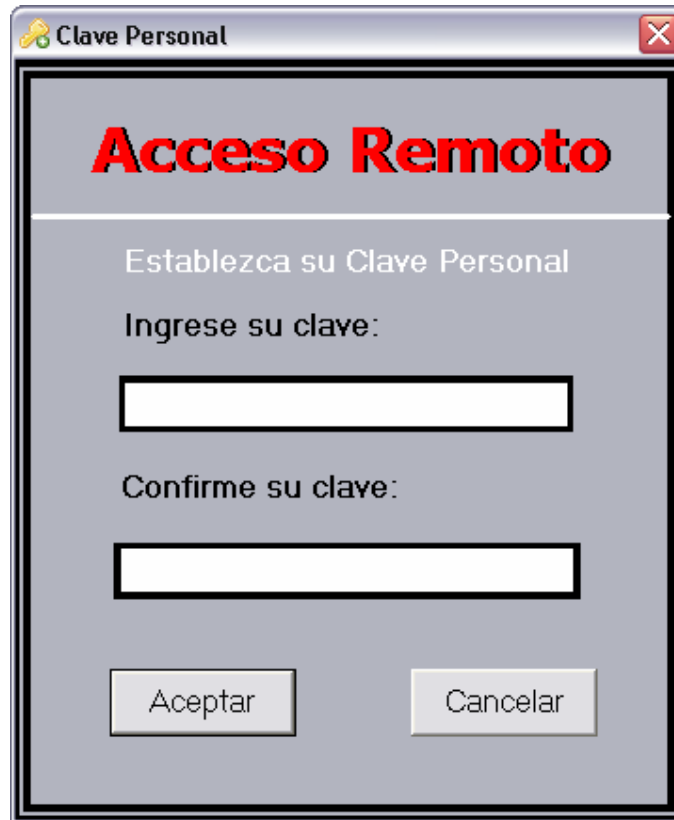 Clave Personal
Acceso Remoto
Establezca su Clave Personal
Ingrese su clave:
Confirme su clave:
Aceptar
Cancelar